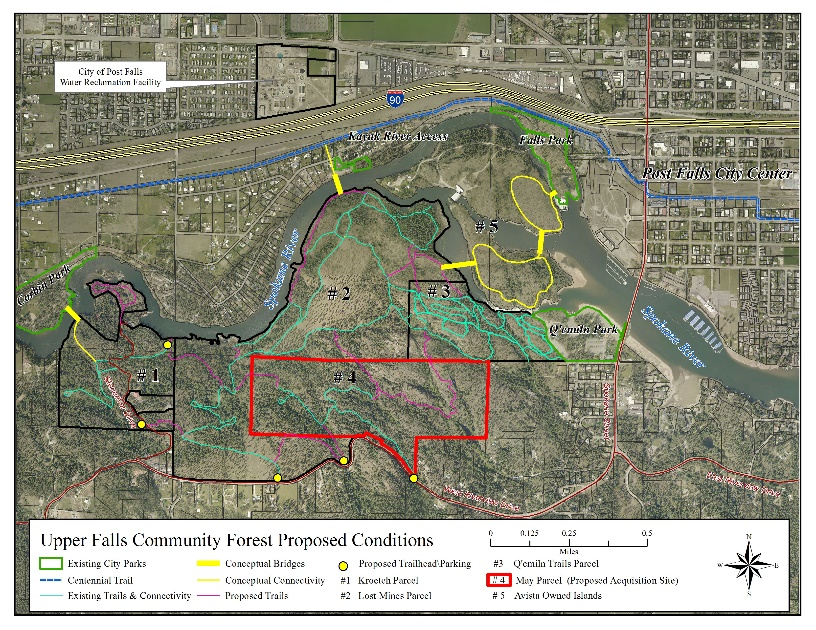 City of Post Falls
Water Reclamation Facility
90
Kayak River Access
Falls Park
Post Falls City Center
# 5
Spokane River
Corbin Park
# 2
# 3
Q'emiln Park
Spokane River
# 1
# 4
Upper Falls Community Forest Proposed Conditions
0 0.125 0.25 0.5
Miles
Existing City Parks
Centennial Trail
Existing Trails & Connectivity
Conceptual Bridges
Conceptual Connectivity
Proposed Trails
Proposed Trailhead\Parking
#1 Kroetch Parcel
#2 Lost Mines Parcel
#3 Q'emiln Trails Parcel
# 4 May Parcel (Proposed Acquisition Site)
# 5 Avista Owned Islands
N
W
E
S